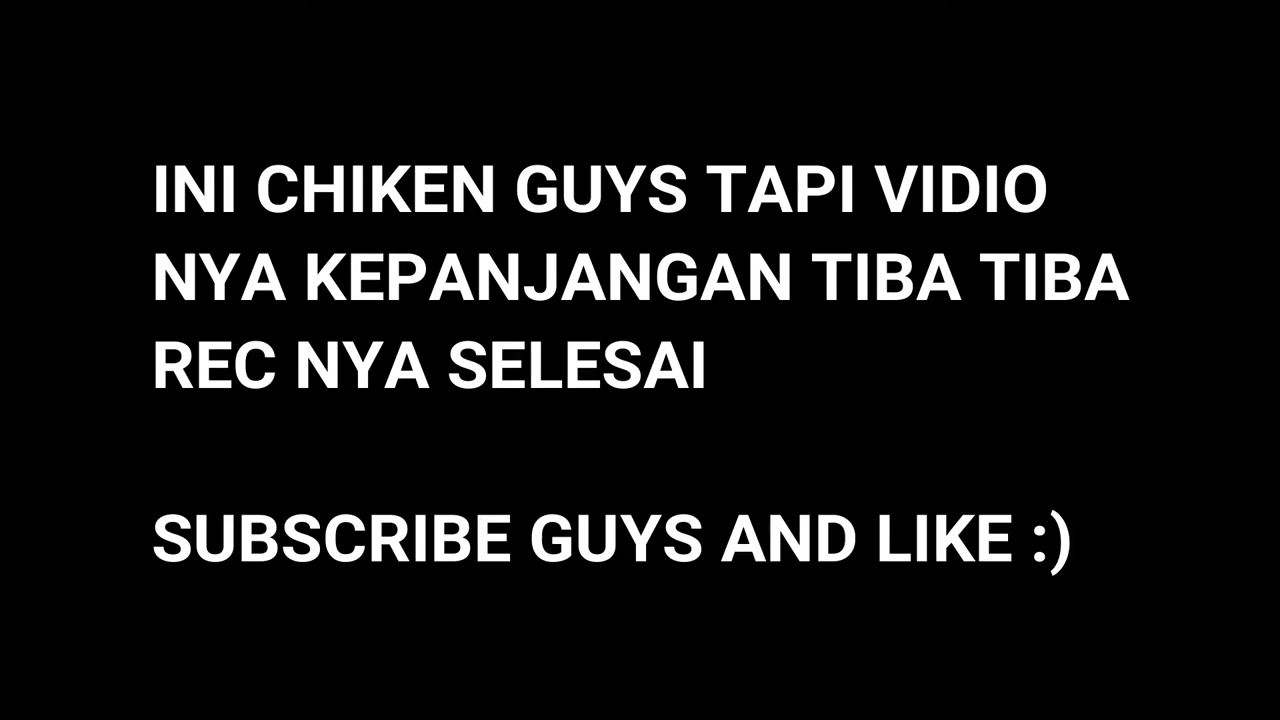 INI CHIKEN GUYS TAPI VIDIO
NYA KEPANJANGAN TIBA TIBA
REC NYA SELESAI
SUBSCRIBE GUYS AND LIKE :)